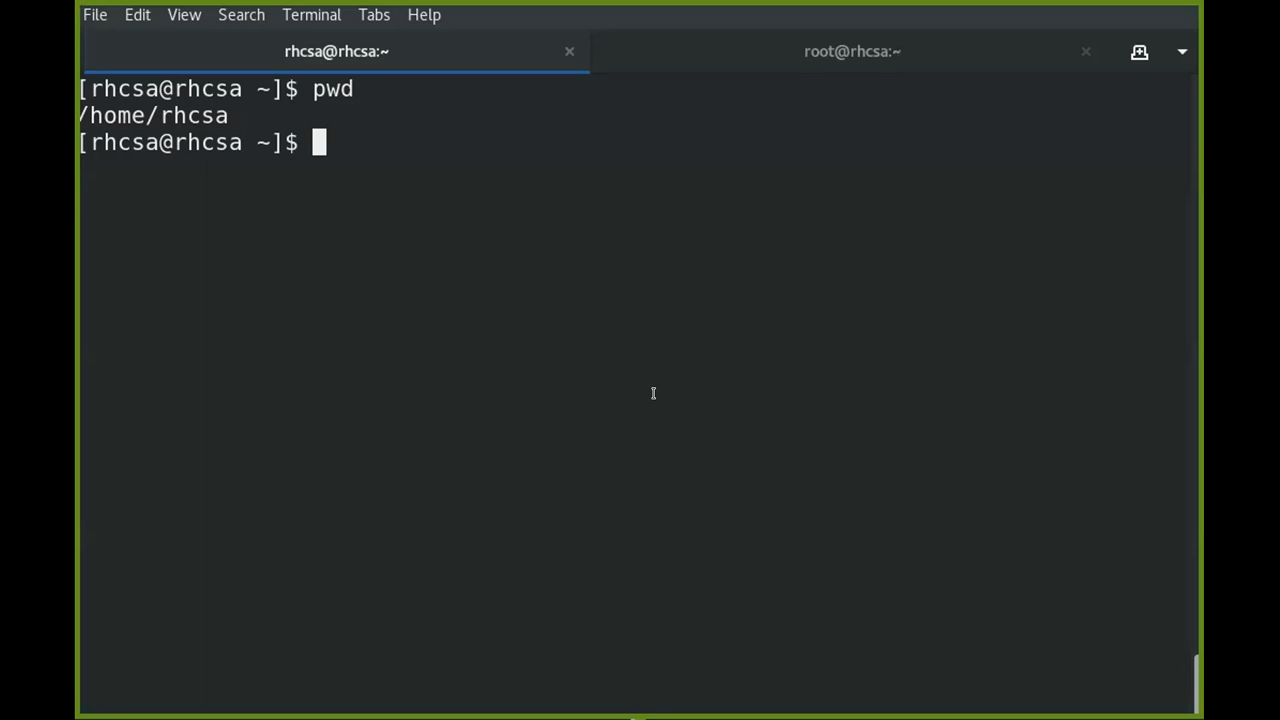 File Edit View Search Terminal Tabs Help
rhcsa@rhcsa:~ × root@rhcsa:~ ×
[rhcsa@rhcsa ~]$ pwd
/home/rhcsa
[rhcsa@rhcsa ~]$